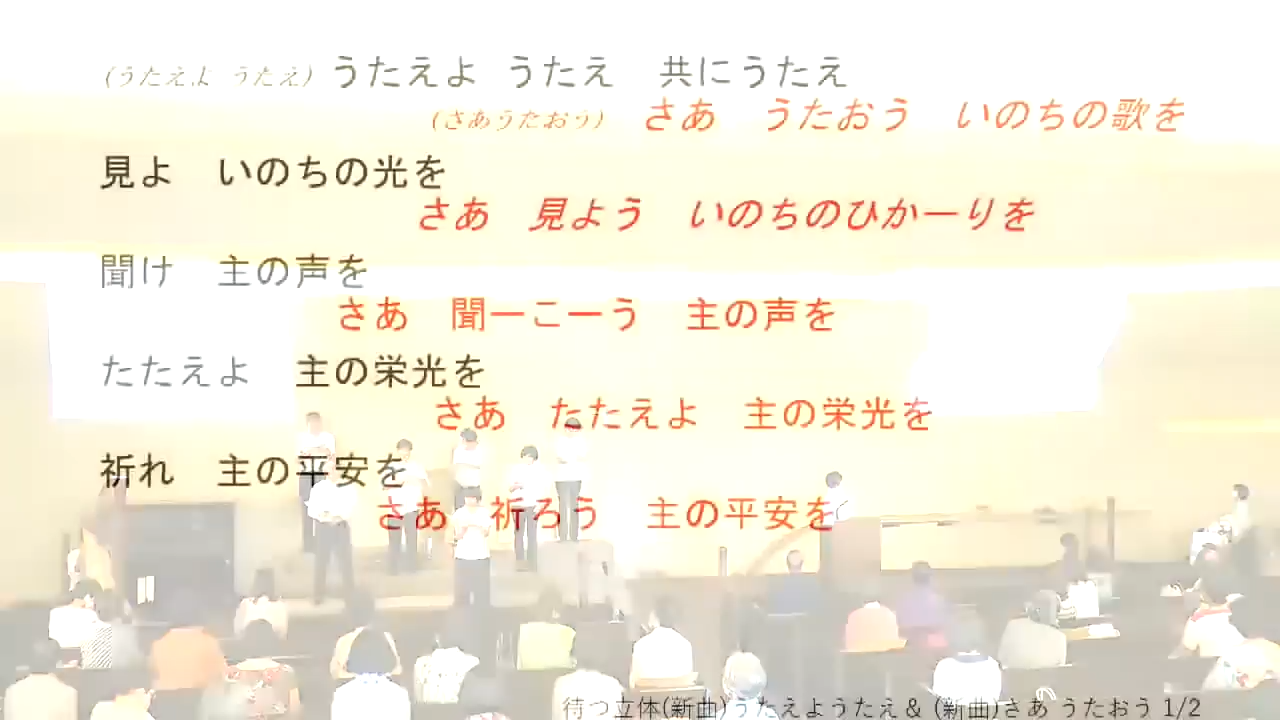 (うたえよ うたえ) うたえよ うたえ　共にうたえ
(さあうたおう)　さあ　うたおう　いのちの歌を
見よ　いのちの光を
さあ　見よう　いのちのひかーりを
聞け　主の声を
さあ　聞ーこーう　主の声を
たたえよ　主の栄光を
さあ　たたえよ　主の栄光を
祈れ　主の平安を
さあ　祈ろう　主の平安を
待つ立体(新曲)うたえようたえ＆ (新曲)さあ うたおう 1/2